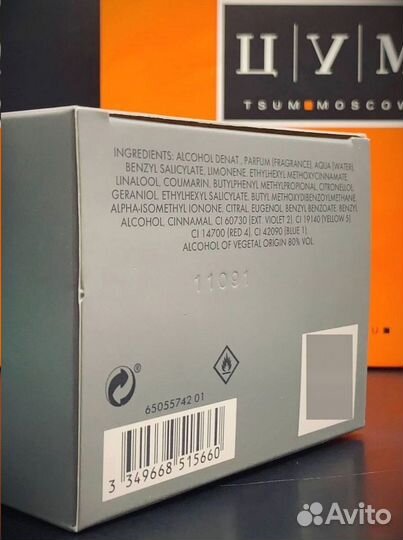 Ц|У|М
TSUM MOSCOW
INGREDIENTS: ALCOHOL DENAT., PARFUM (FRAGRANCE), AQUA (WATER),
BENZYL SALICYLATE, LIMONENE, ETHYLHEXYL METHOXYCINNAMATE,
LINALOOL, COUMARIN, BUTYLPHENYL METHYLPROPIONAL, CITRONELLOL,
GERANIOL, ETHYLHEXYL SALICYLATE, BUTYL METHOXYDIBENZOYLMETHANE,
ALPHA-ISOMETHYL IONONE, CITRAL, EUGENOL, BENZYL BENZOATE, BENZYL
ALCOHOL, CINNAMAL CI 60730 (EXT. VIOLET 2), CI 19140 (YELLOW 5),
CI 14700 (RED 4), CI 42090 (BLUE 1).
ALCOHOL OF VEGETAL ORIGIN 80% VOL.
11091
65055742 01
3 349668 515660
Avito